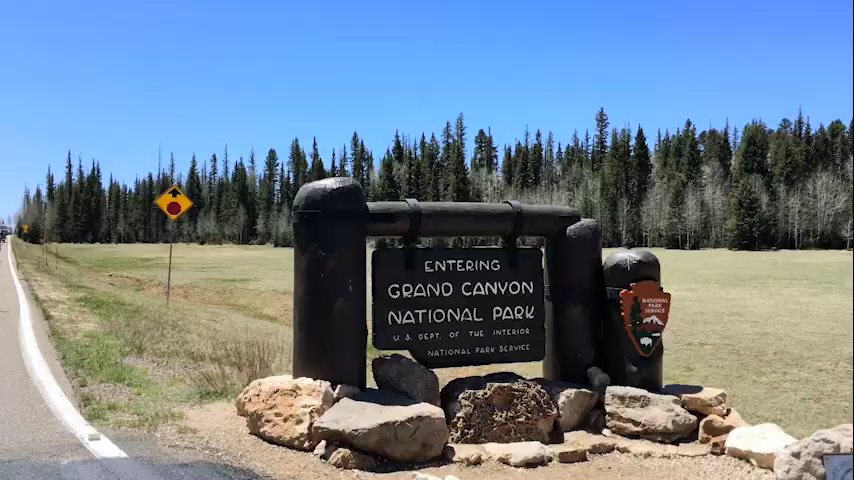 ENTERING
GRAND CANYON
NATIONAL PARK
U.S. DEPT. OF THE INTERIOR
NATIONAL PARK SERVICE
NATIONAL
PARK
SERVICE